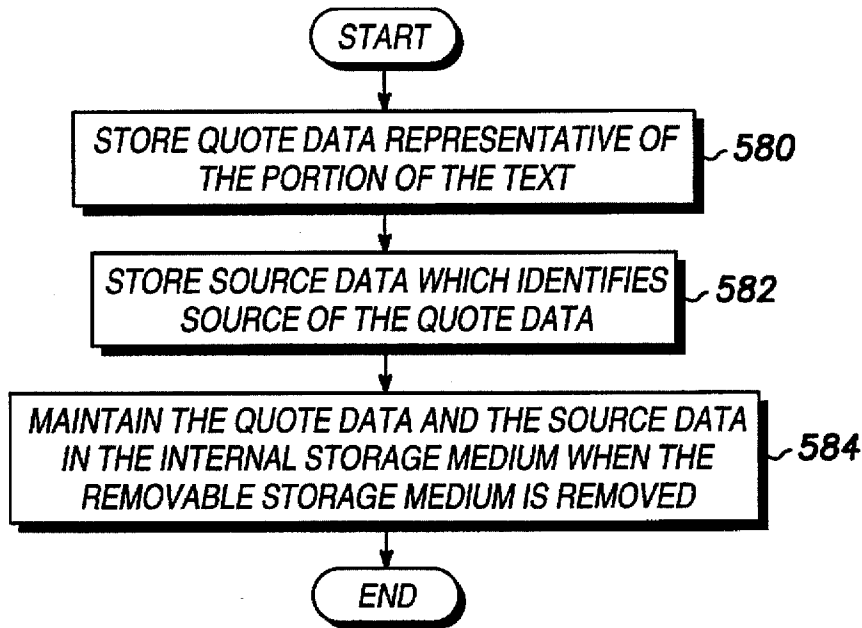 START
STORE QUOTE DATA REPRESENTATIVE OF
THE PORTION OF THE TEXT
580
STORE SOURCE DATA WHICH IDENTIFIES
SOURCE OF THE QUOTE DATA
582
MAINTAIN THE QUOTE DATA AND THE SOURCE DATA
IN THE INTERNAL STORAGE MEDIUM WHEN THE
REMOVABLE STORAGE MEDIUM IS REMOVED
584
END